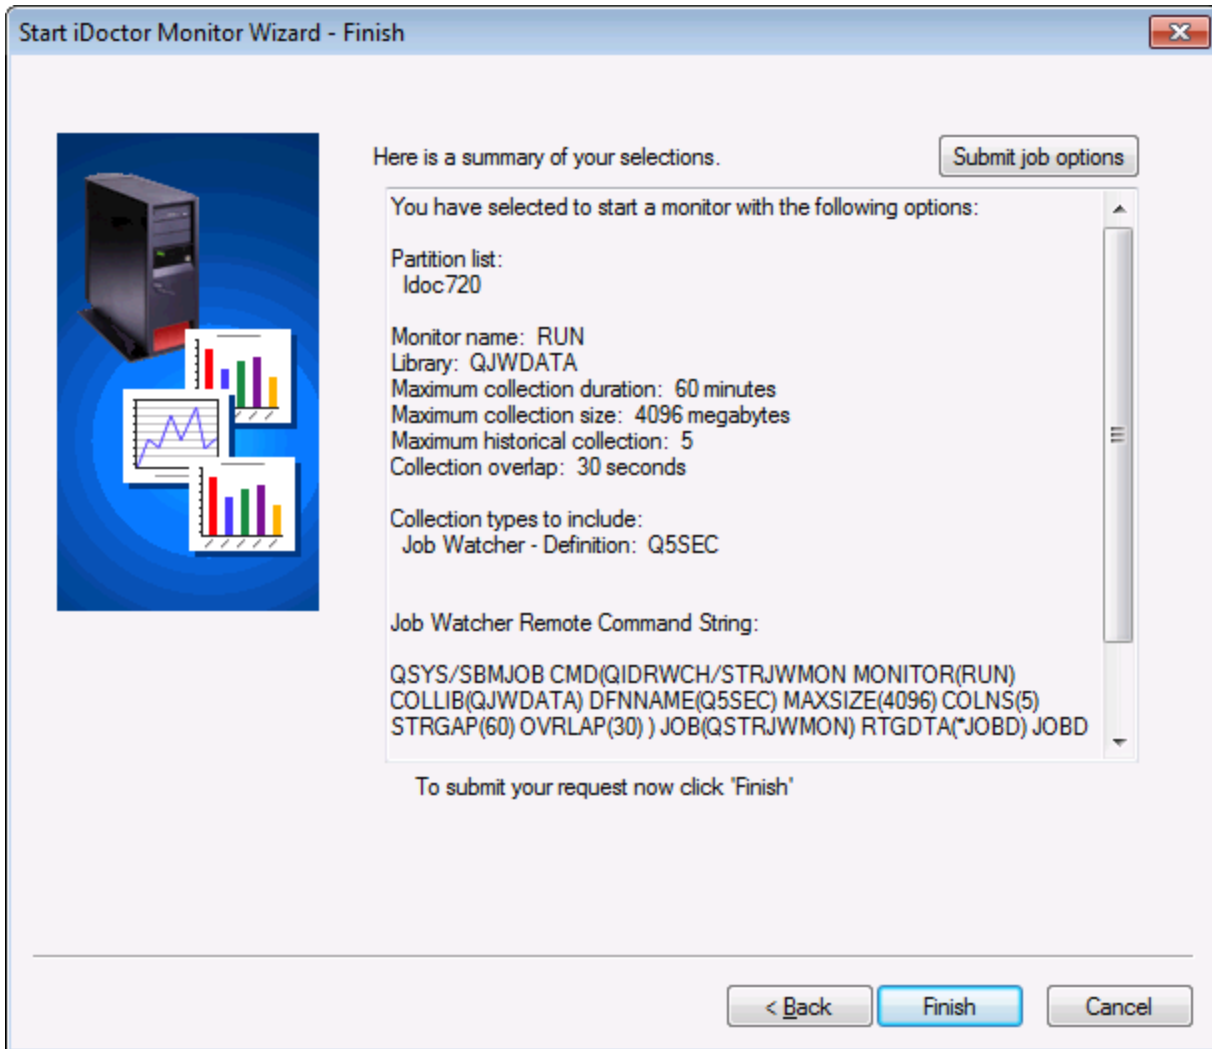 Start iDoctor Monitor Wizard - Finish
Here is a summary of your selections.
Submit job options
You have selected to start a monitor with the following options:
Partition list:
Idoc720
Monitor name: RUN
Library: QJWDATA
Maximum collection duration: 60 minutes
Maximum collection size: 4096 megabytes
Maximum historical collection: 5
Collection overlap: 30 seconds
Collection types to include:
Job Watcher - Definition: Q5SEC
Job Watcher Remote Command String:
QSYS/SBMJOB CMD(QIDRWCH/STRJWMON MONITOR(RUN)
COLLIB(QJWDATA) DFNNAME(Q5SEC) MAXSIZE(4096) COLNS(5)
STRGAP(60) OVRLAP(30) ) JOB(QSTRJWMON) RTGDTA(*JOBD) JOBD
To submit your request now click 'Finish'
< Back
Finish
Cancel